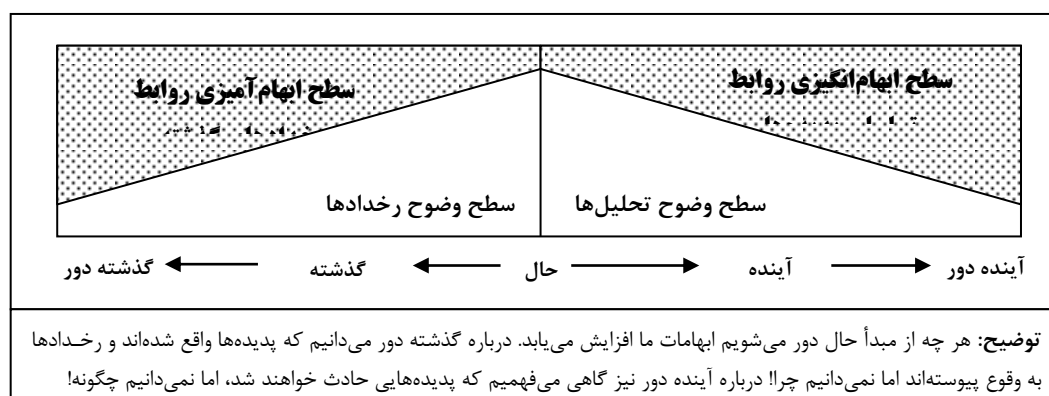 سطح ابهام‌انگیزی روابط
سطح ابهام‌آمیزی روابط
سطح وضوح تحلیل‌ها
سطح وضوح رخدادها
آینده دور
آینده
حال
گذشته
گذشته دور
توضیح: هر چه از مبدأ حال دور می‌شویم ابهامات ما افزایش می‌یابد. درباره گذشته دور می‌دانیم که پدیده‌ها واقع شده‌اند و رخـدادها
به وقوع پیوسته‌اند اما نمی‌دانیم چرا! درباره آینده دور نیز گاهی می‌فهمیم که پدیده‌هایی حادث خواهند شد، اما نمی‌دانیم چگونه!